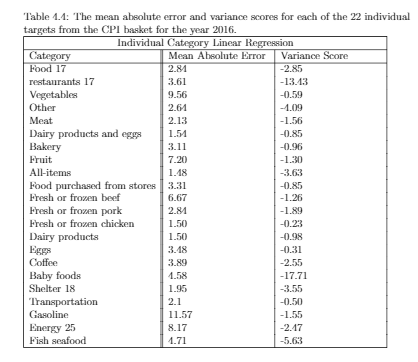 Table 4.4: The mean absolute error and variance scores for each of the 22 individual
targets from the CPI basket for the year 2016.
Individual Category Linear Regression
Category Mean Absolute Error Variance Score
Food 17 2.84 -2.85
restaurants 17 3.61 -13.43
Vegetables 9.56 -0.59
Other 2.64 -4.09
Meat 2.13 -1.56
Dairy products and eggs 1.54 -0.85
Bakery 3.11 -0.96
Fruit 7.20 -1.30
All-items 1.48 -3.63
Food purchased from stores 3.31 -0.85
Fresh or frozen beef 6.67 -1.26
Fresh or frozen pork 2.84 -1.89
Fresh or frozen chicken 1.50 -0.23
Dairy products 1.50 -0.98
Eggs 3.48 -0.31
Coffee 3.89 -2.55
Baby foods 4.58 -17.71
Shelter 18 1.95 -3.55
Transportation 2.1 -0.50
Gasoline 11.57 -1.55
Energy 25 8.17 -2.47
Fish seafood 4.71 -5.63